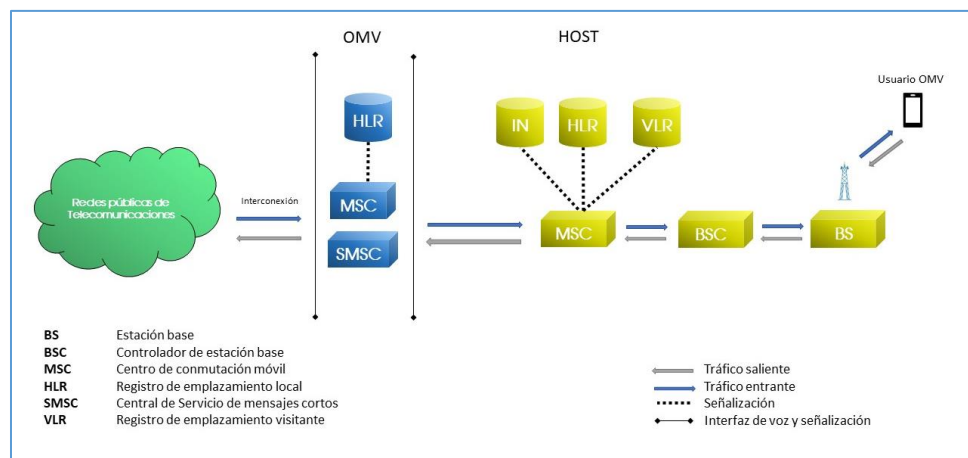 OMV
HOST
Usuario OMV
HLR
IN
HLR
VLR
Redes públicas de
Telecomunicaciones
Interconexión
MSC
SMSC
MSC
BSC
BS
BS Estación base
BSC Controlador de estación base
MSC Centro de conmutación móvil
HLR Registro de emplazamiento local
SMSC Central de Servicio de mensajes cortos
VLR Registro de emplazamiento visitante
Tráfico saliente
Tráfico entrante
Señalización
Interfaz de voz y señalización